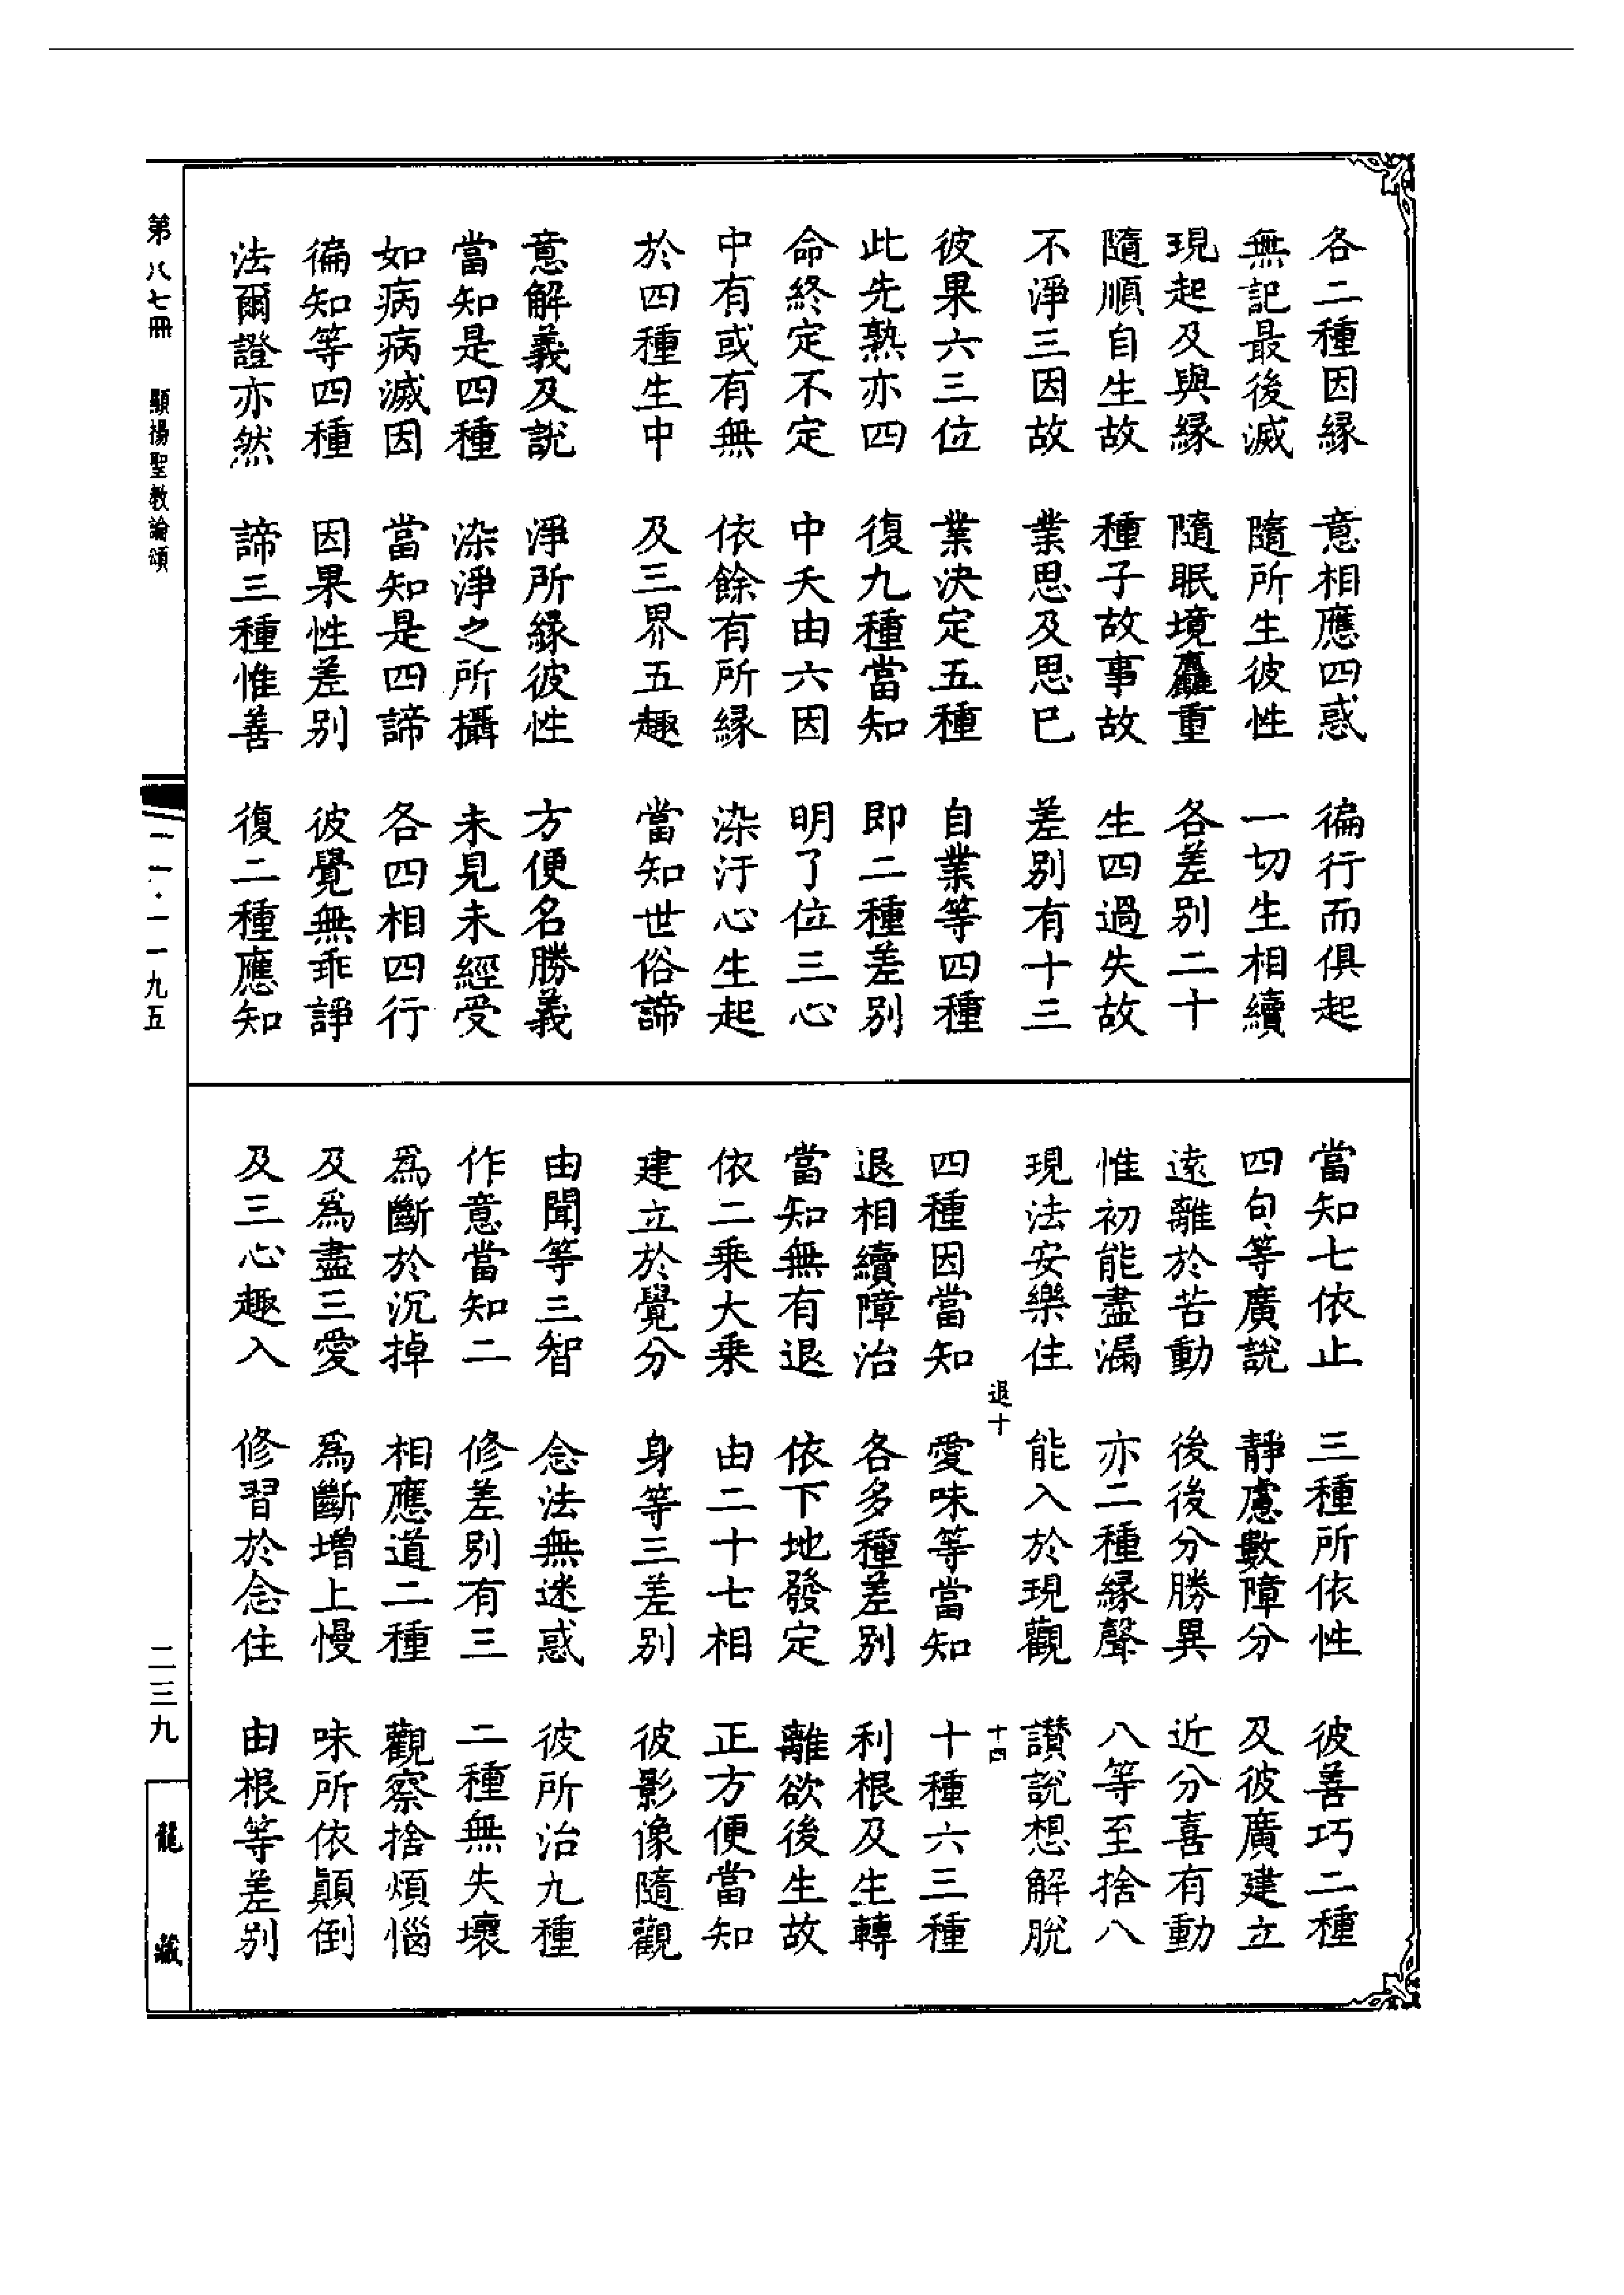 各二種因緣　意相應四惑　徧行而俱起
無記最後滅　隨所生彼性　一切生相續
現起及與緣　隨眠境麤重　各差別二十
隨順自生故　種子故事故　生四過失故
不淨三因故　業思及思已　差別有十三
彼果六三位　業決定五種　自業等四種
此先熟亦四　復九種當知　即二種差別
命終定不定　中夭由六因　明了位三心
中有或有無　依餘有所緣　染汙心生起
於四種生中　及三界五趣　當知世俗諦
意解義及說　淨所緣彼性　方便名勝義
當知是四種　染淨之所攝　未見未經受
如病病滅因　當知是四諦　各四相四行
徧知等四種　因果性差別　彼覺無乖諍
法爾證亦然　諦三種惟善　復二種應知
當知七依止　三種所依性　彼善巧二種
四句等廣說　靜慮數障分　及彼廣建立
遠離於苦動　後後分勝異　近分喜有動
惟初能盡漏　亦二種緣聲　八等至捨八
現法安樂住　能入於現觀　讚說想解脫
退十　十四
四種因當知　愛味等當知　十種六三種
退相續障治　各多種差別　利根及生轉
當知無有退　依下地發定　離欲後生故
依二乘大乘　由二十七相　正方便當知
建立於覺分　身等三差別　彼影像隨觀
由聞等三智　念法無迷惑　彼所治九種
作意當知二　修差別有三　二種無失壞
為斷於沉掉　相應道二種　觀察捨煩惱
及為盡三愛　為斷增上慢　味所依顛倒
及三心趣入　修習於念住　由根等差別
第八七冊　顯揚聖教論頌
一一·一一九五
二三九
龍藏